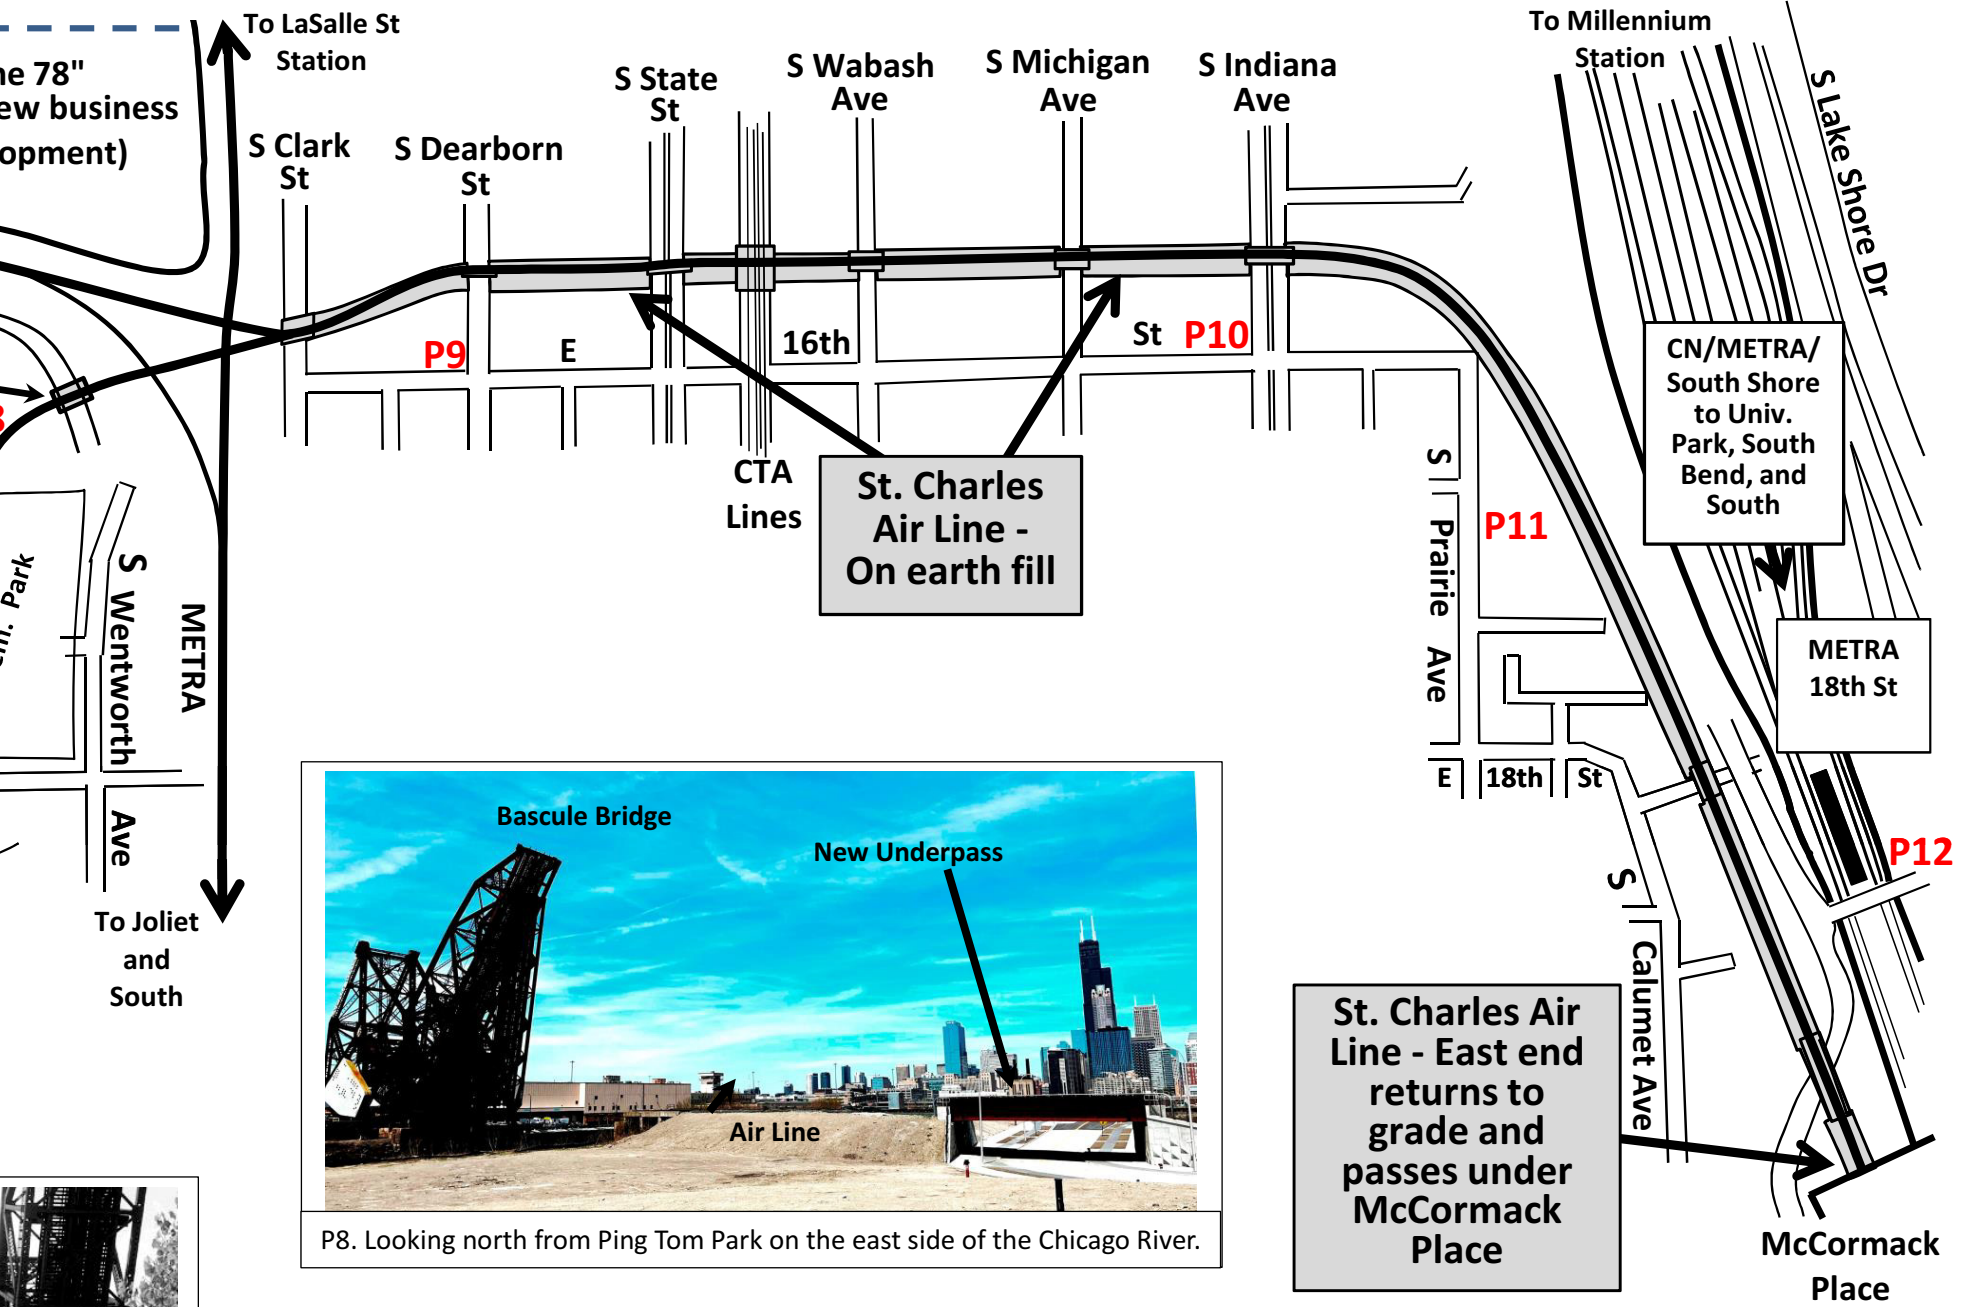 To LaSalle St
Station
To Millennium
Station
78"
business
S Clark
St
S Dearborn
St
S State
St
S Wabash
Ave
S Michigan
Ave
S Indiana
Ave
S Lake Shore Dr
P9
E
16th
St
P10
CTA
Lines
St. Charles
Air Line -
On earth fill
CN/METRA/
South Shore
to Univ.
Park, South
Bend, and
South
P11
S Prairie Ave
METRA
18th St
E 18th St
P12
S Calumet Ave
Park
S Wentworth Ave
METRA
To Joliet
and
South
Bascule Bridge
New Underpass
Air Line
P8. Looking north from Ping Tom Park on the east side of the Chicago River.
St. Charles Air
Line - East end
returns to
grade and
passes under
McCormack
Place
McCormack
Place